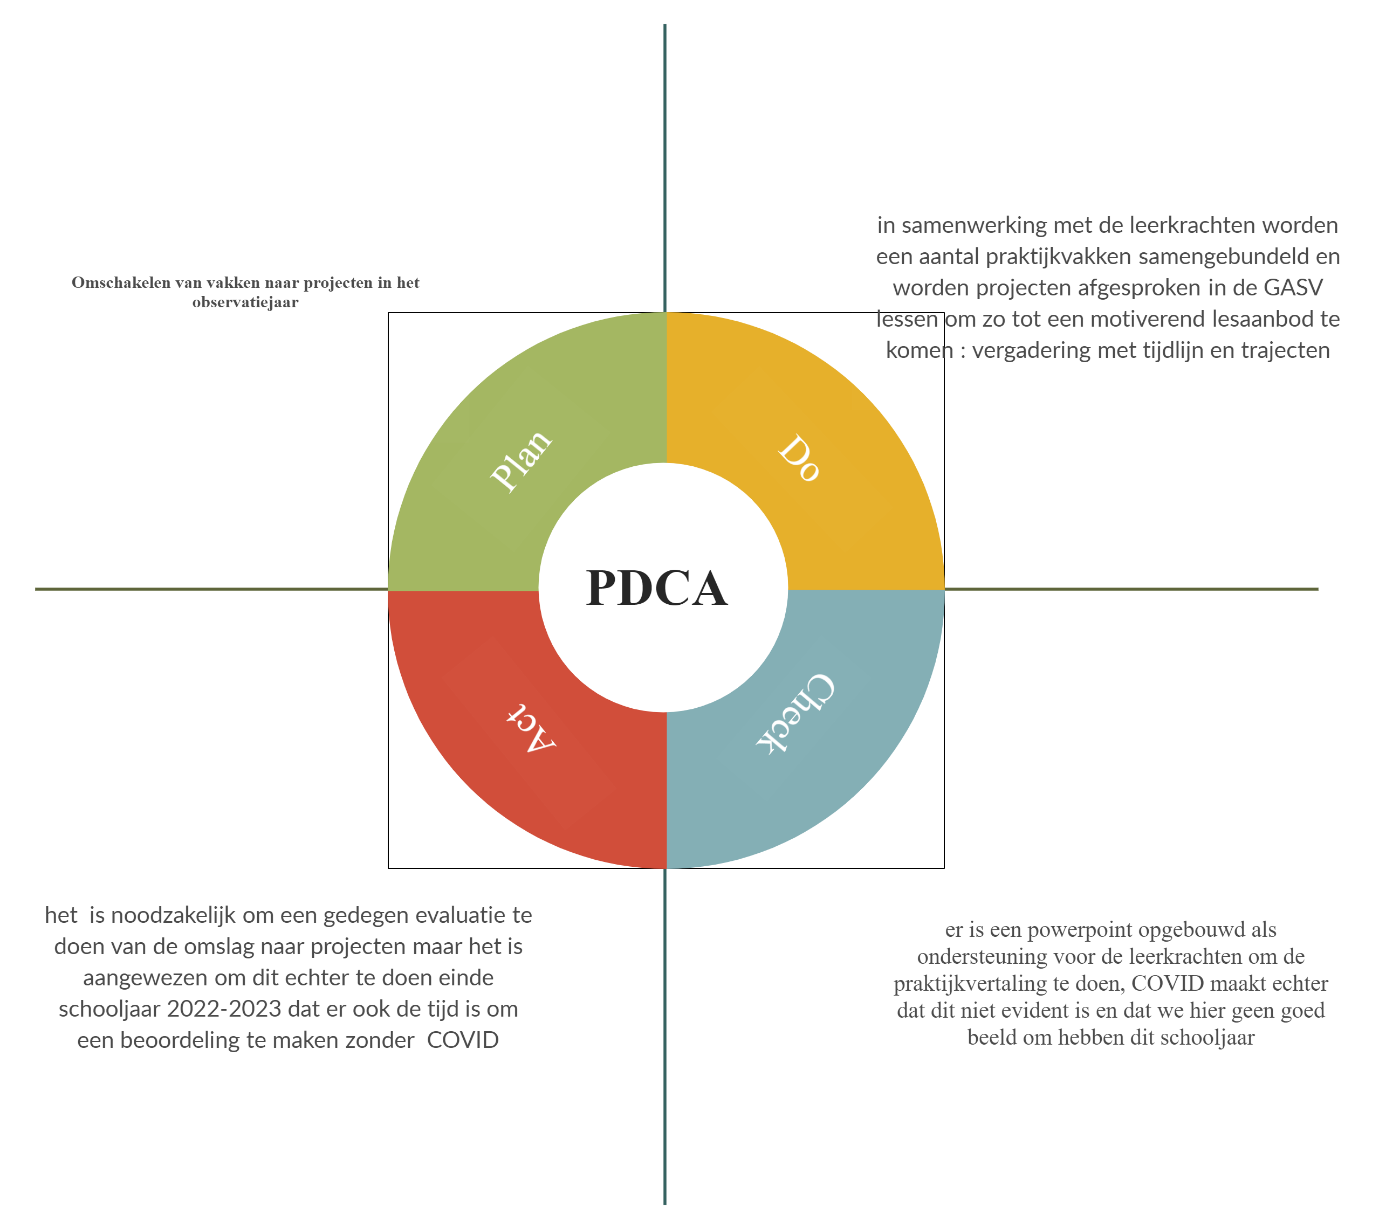 Omschakelen van vakken naar projecten in het
observatiejaar
in samenwerking met de leerkrachten worden
een aantal praktijkvakken samengebundeld en
worden projecten afgesproken in de GASV
lessen om zo tot een motiverend lesaanbod te
komen : vergadering met tijdlijn en trajecten
Plan
Do
PDCA
Act
Check
het  is noodzakelijk om een gedegen evaluatie te
doen van de omslag naar projecten maar het is
aangewezen om dit echter te doen einde
schooljaar 2022-2023 dat er ook de tijd is om
een beoordeling te maken zonder  COVID
er is een powerpoint opgebouwd als
ondersteuning voor de leerkrachten om de
praktijkvertaling te doen, COVID maakt echter
dat dit niet evident is en dat we hier geen goed
beeld om hebben dit schooljaar